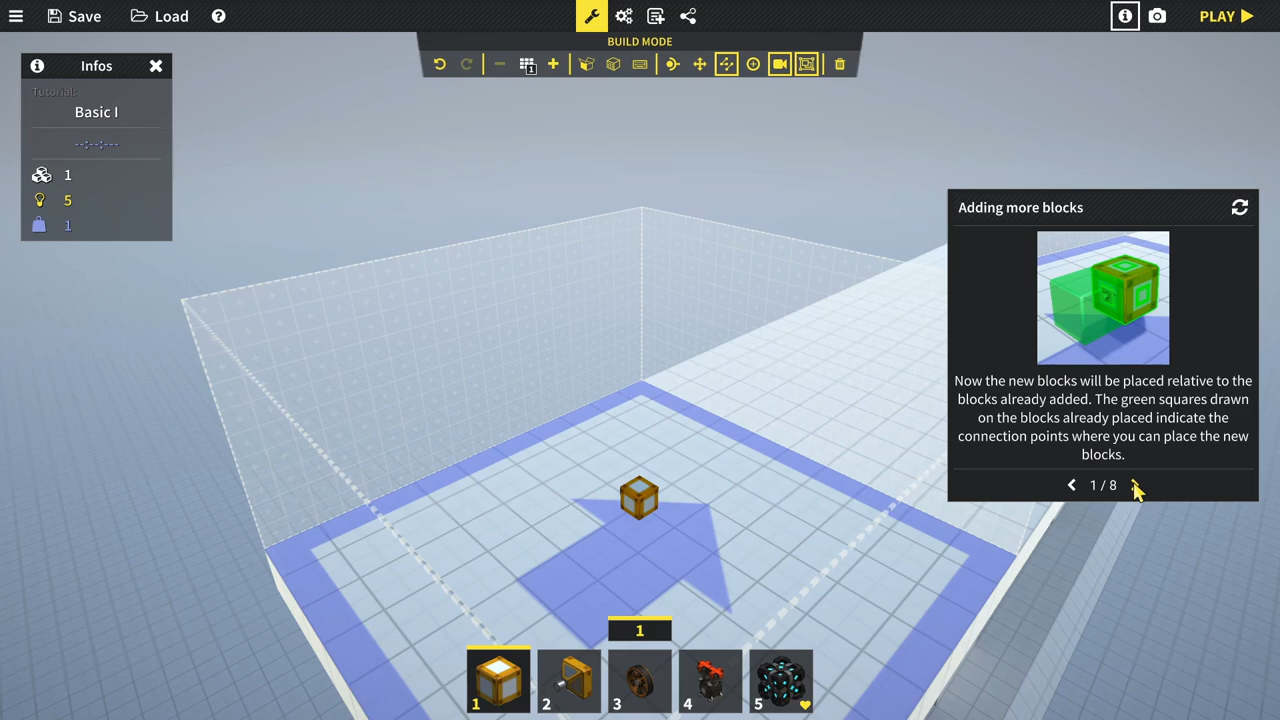 Save
Load
PLAY
BUILD MODE
1
Infos
Tutorial:
Basic I
--:--:---
1
5
1
Adding more blocks
Now the new blocks will be placed relative to the
blocks already added. The green squares drawn
on the blocks already placed indicate the
connection points where you can place the new
blocks.
1 / 8
1
1
2
3
4
5